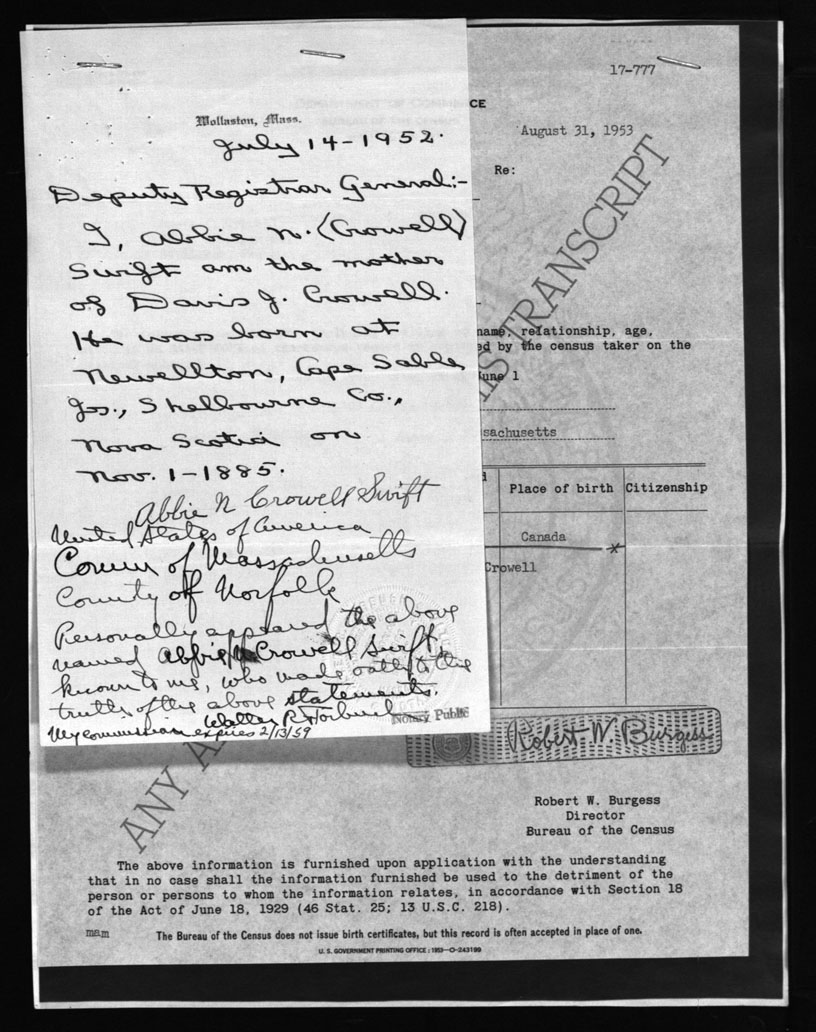 Wollaston, Mass.
July 14-1952.
Deputy Registrar General:-
I, Abbie N. (Crowell)
Swift am the mother
of Davis J. Crowell.
He was born at
Newellton, Cape Sable
Is., Shelbourne Co.,
Nova Scotia on
Nov. 1-1885.
Abbie N Crowell Swift
United States of America
Comm of Massachusetts
County of Norfolk
Personally appeared the above
named Abbie N Crowell Swift,
known to me, who made oath to the
truth of the above statements.
Walter R.
Notary Public
My commission expires 2/13/59
17-777
CE
August 31, 1953
Re:
name, relationship, age,
ed by the census taker on the
June 1
sachusetts
Place of birth Citizenship
Canada
Crowell
ANY A
S TRANSCRIPT
Robert W. Burgess
Robert W. Burgess
Director
Bureau of the Census
The above information is furnished upon application with the understanding
that in no case shall the information furnished be used to the detriment of the
person or persons to whom the information relates, in accordance with Section 18
of the Act of June 18, 1929 (46 Stat. 25; 13 U.S.C. 218).
mam
The Bureau of the Census does not issue birth certificates, but this record is often accepted in place of one.
U. S. GOVERNMENT PRINTING OFFICE : 1953—O-243199